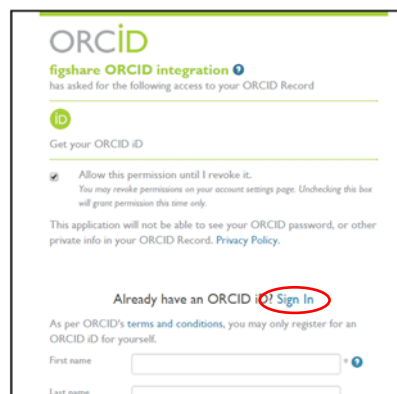 ORCID
figshare ORCID integration ?
has asked for the following access to your ORCID Record
iD
Get your ORCID iD
Allow this permission until I revoke it.
You may revoke permissions on your account settings page. Unchecking this box
will grant permission this time only.
This application will not be able to see your ORCID password, or other
private info in your ORCID Record. Privacy Policy.
Already have an ORCID iD? Sign In
As per ORCID's terms and conditions, you may only register for an
ORCID iD for yourself.
First name * ?
Last name